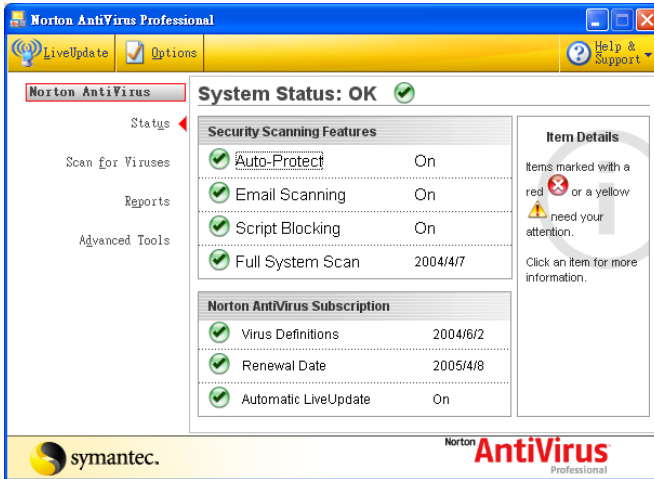 Norton AntiVirus Professional
LiveUpdate
Options
Help &
Support
Norton AntiVirus
Status
Scan for Viruses
Reports
Advanced Tools
System Status: OK
Security Scanning Features
Auto-Protect On
Email Scanning On
Script Blocking On
Full System Scan 2004/4/7
Norton AntiVirus Subscription
Virus Definitions 2004/6/2
Renewal Date 2005/4/8
Automatic LiveUpdate On
Item Details
Items marked with a
red or a yellow
need your
attention.
Click an item for more
information.
symantec.
Norton AntiVirus
Professional